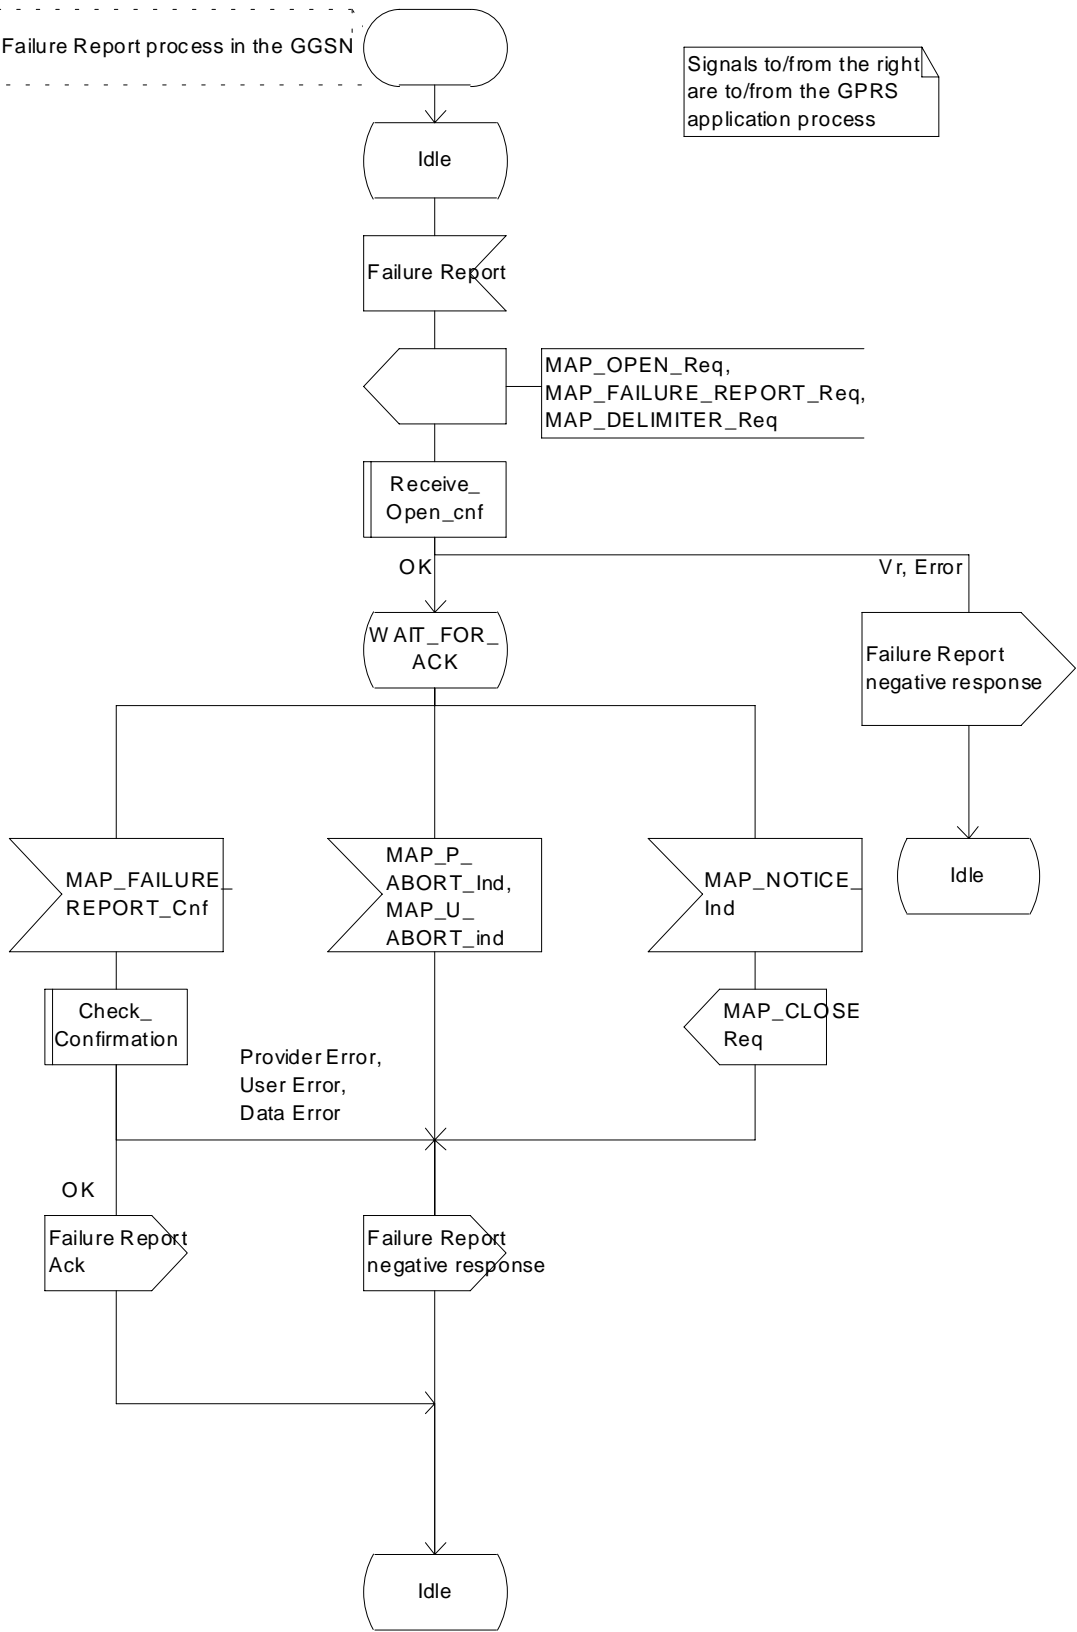 Failure Report process in the GGSN
Signals to/from the right
are to/from the GPRS
application process
Idle
Failure Report
MAP_OPEN_Req,
MAP_FAILURE_REPORT_Req,
MAP_DELIMITER_Req
Receive_
Open_cnf
OK
Vr, Error
WAIT_FOR_
ACK
Failure Report
negative response
MAP_FAILURE_
REPORT_Cnf
MAP_P_
ABORT_Ind,
MAP_U_
ABORT_ind
MAP_NOTICE_
Ind
Idle
Check_
Confirmation
MAP_CLOSE
Req
Provider Error,
User Error,
Data Error
OK
Failure Report
Ack
Failure Report
negative response
Idle